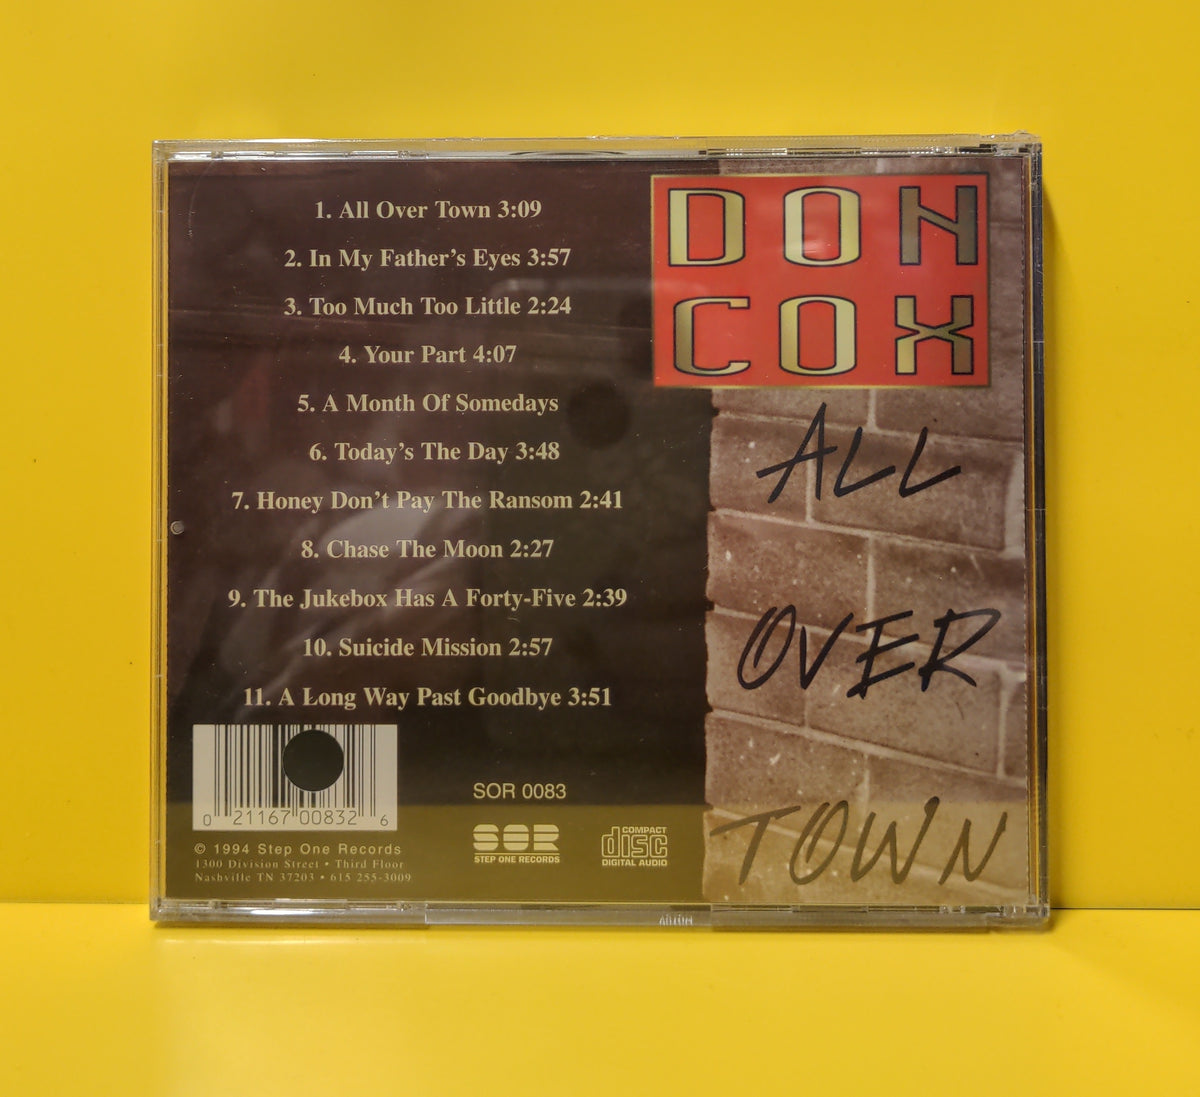 1. All Over Town 3:09
2. In My Father's Eyes 3:57
3. Too Much Too Little 2:24
4. Your Part 4:07
5. A Month Of Somedays
6. Today's The Day 3:48
7. Honey Don't Pay The Ransom 2:41
8. Chase The Moon 2:27
9. The Jukebox Has A Forty-Five 2:39
10. Suicide Mission 2:57
11. A Long Way Past Goodbye 3:51
0 21167 00832 6
© 1994 Step One Records
1300 Division Street • Third Floor
Nashville TN 37203 • 615 255-3009
SOR 0083
SOR
STEP ONE RECORDS
COMPACT
disc
DIGITAL AUDIO
DON
COX
ALL
OVER
TOWN